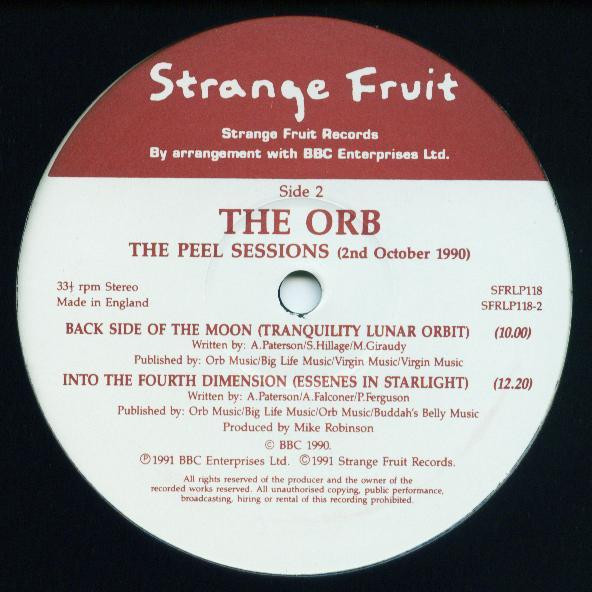 Strange Fruit
Strange Fruit Records
By arrangement with BBC Enterprises Ltd.
Side 2
THE ORB
THE PEEL SESSIONS (2nd October 1990)
33⅓ rpm Stereo
Made in England
SFRLP118
SFRLP118-2
BACK SIDE OF THE MOON (TRANQUILITY LUNAR ORBIT) (10.00)
Written by: A.Paterson/S.Hillage/M.Giraudy
Published by: Orb Music/Big Life Music/Virgin Music/Virgin Music
INTO THE FOURTH DIMENSION (ESSENES IN STARLIGHT) (12.20)
Written by: A.Paterson/A.Falconer/P.Ferguson
Published by: Orb Music/Big Life Music/Orb Music/Buddah's Belly Music
Produced by Mike Robinson
© BBC 1990.
℗1991 BBC Enterprises Ltd. ©1991 Strange Fruit Records.
All rights reserved of the producer and the owner of the
recorded works reserved. All unauthorised copying, public performance,
broadcasting, hiring or rental of this recording prohibited.